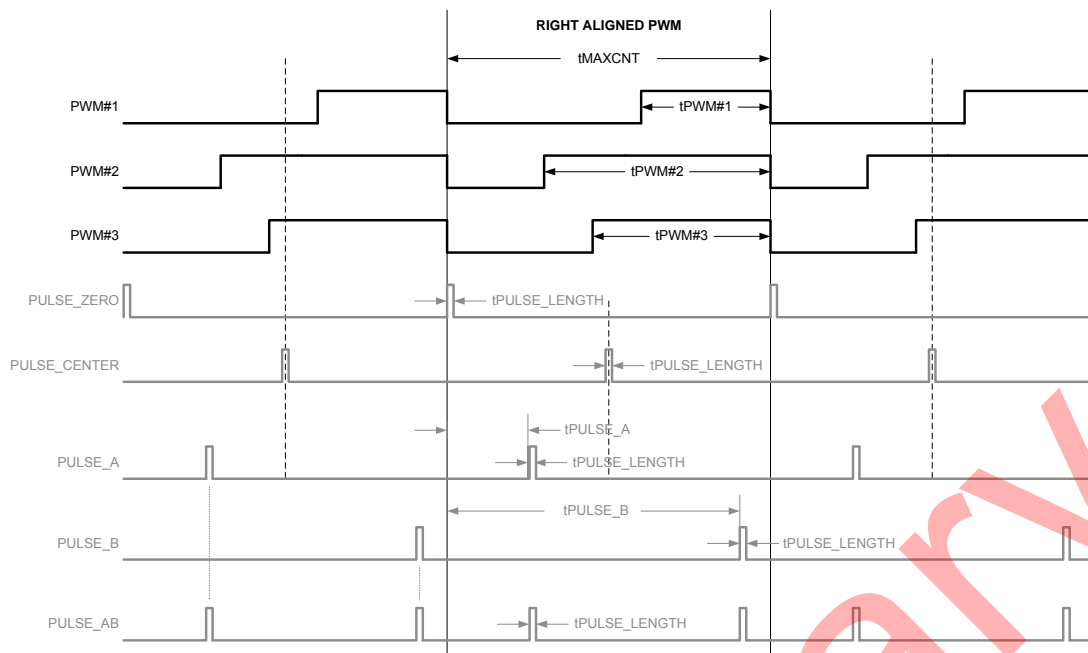 RIGHT ALIGNED PWM
tMAXCNT
PWM#1
tPWM#1
PWM#2
tPWM#2
PWM#3
tPWM#3
PULSE_ZERO
tPULSE_LENGTH
PULSE_CENTER
tPULSE_LENGTH
tPULSE_A
PULSE_A
tPULSE_LENGTH
tPULSE_B
PULSE_B
tPULSE_LENGTH
PULSE_AB
tPULSE_LENGTH